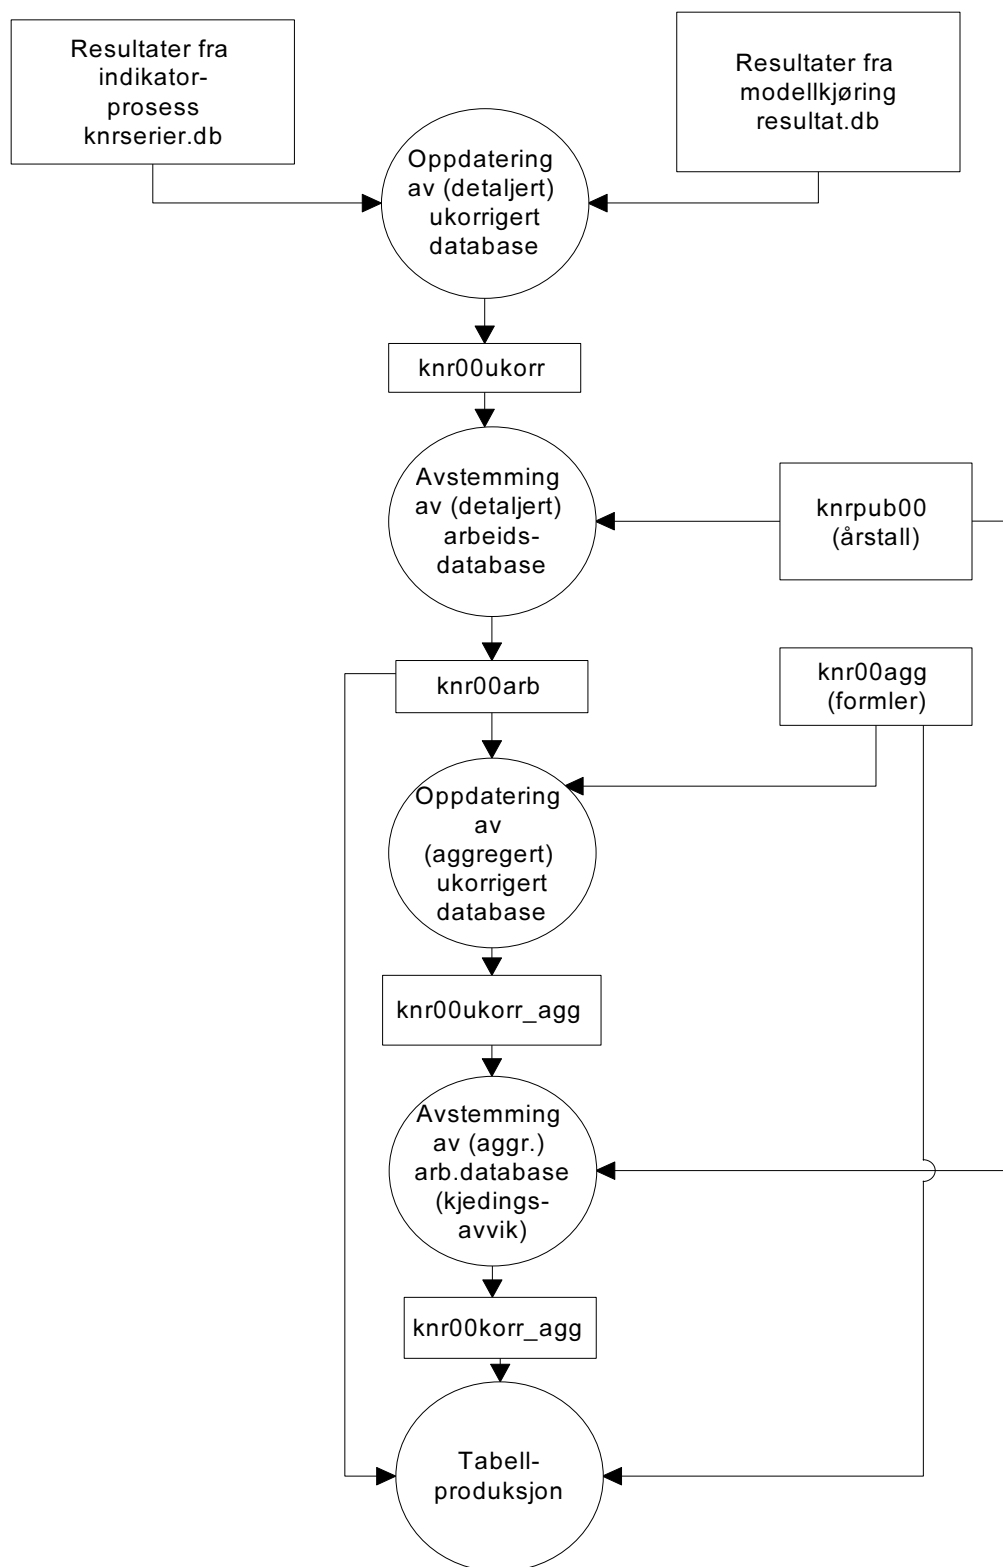 Resultater fra
indikator-
prosess
knrserier.db
Resultater fra
modellkjøring
resultat.db
Oppdatering
av (detaljert)
ukorrigert
database
knr00ukorr
Avstemming
av (detaljert)
arbeids-
database
knrpub00
(årstall)
knr00arb
knr00agg
(formler)
Oppdatering
av
(aggregert)
ukorrigert
database
knr00ukorr_agg
Avstemming
av (aggr.)
arb.database
(kjedings-
avvik)
knr00korr_agg
Tabell-
produksjon